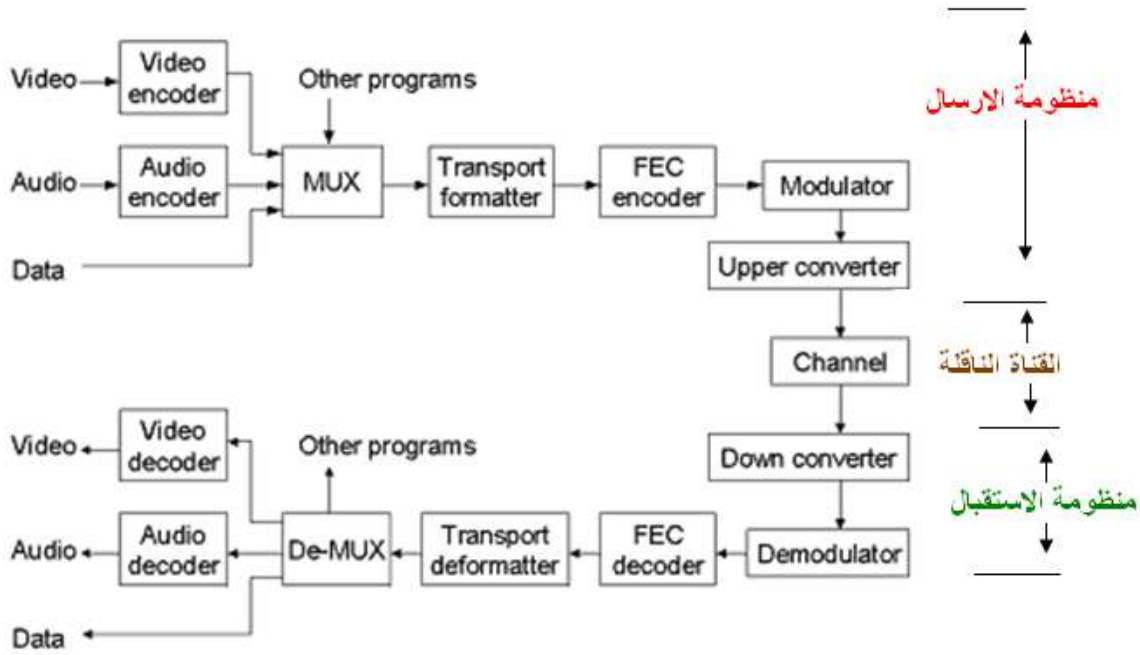 Video
Video
encoder
Other programs
منظومة الارسال
Audio
Audio
encoder
MUX
Transport
formatter
FEC
encoder
Modulator
Data
Upper converter
Channel
القناة الناقلة
Video
Video
decoder
Other programs
Down converter
منظومة الاستقبال
Audio
Audio
decoder
De-MUX
Transport
deformatter
FEC
decoder
Demodulator
Data